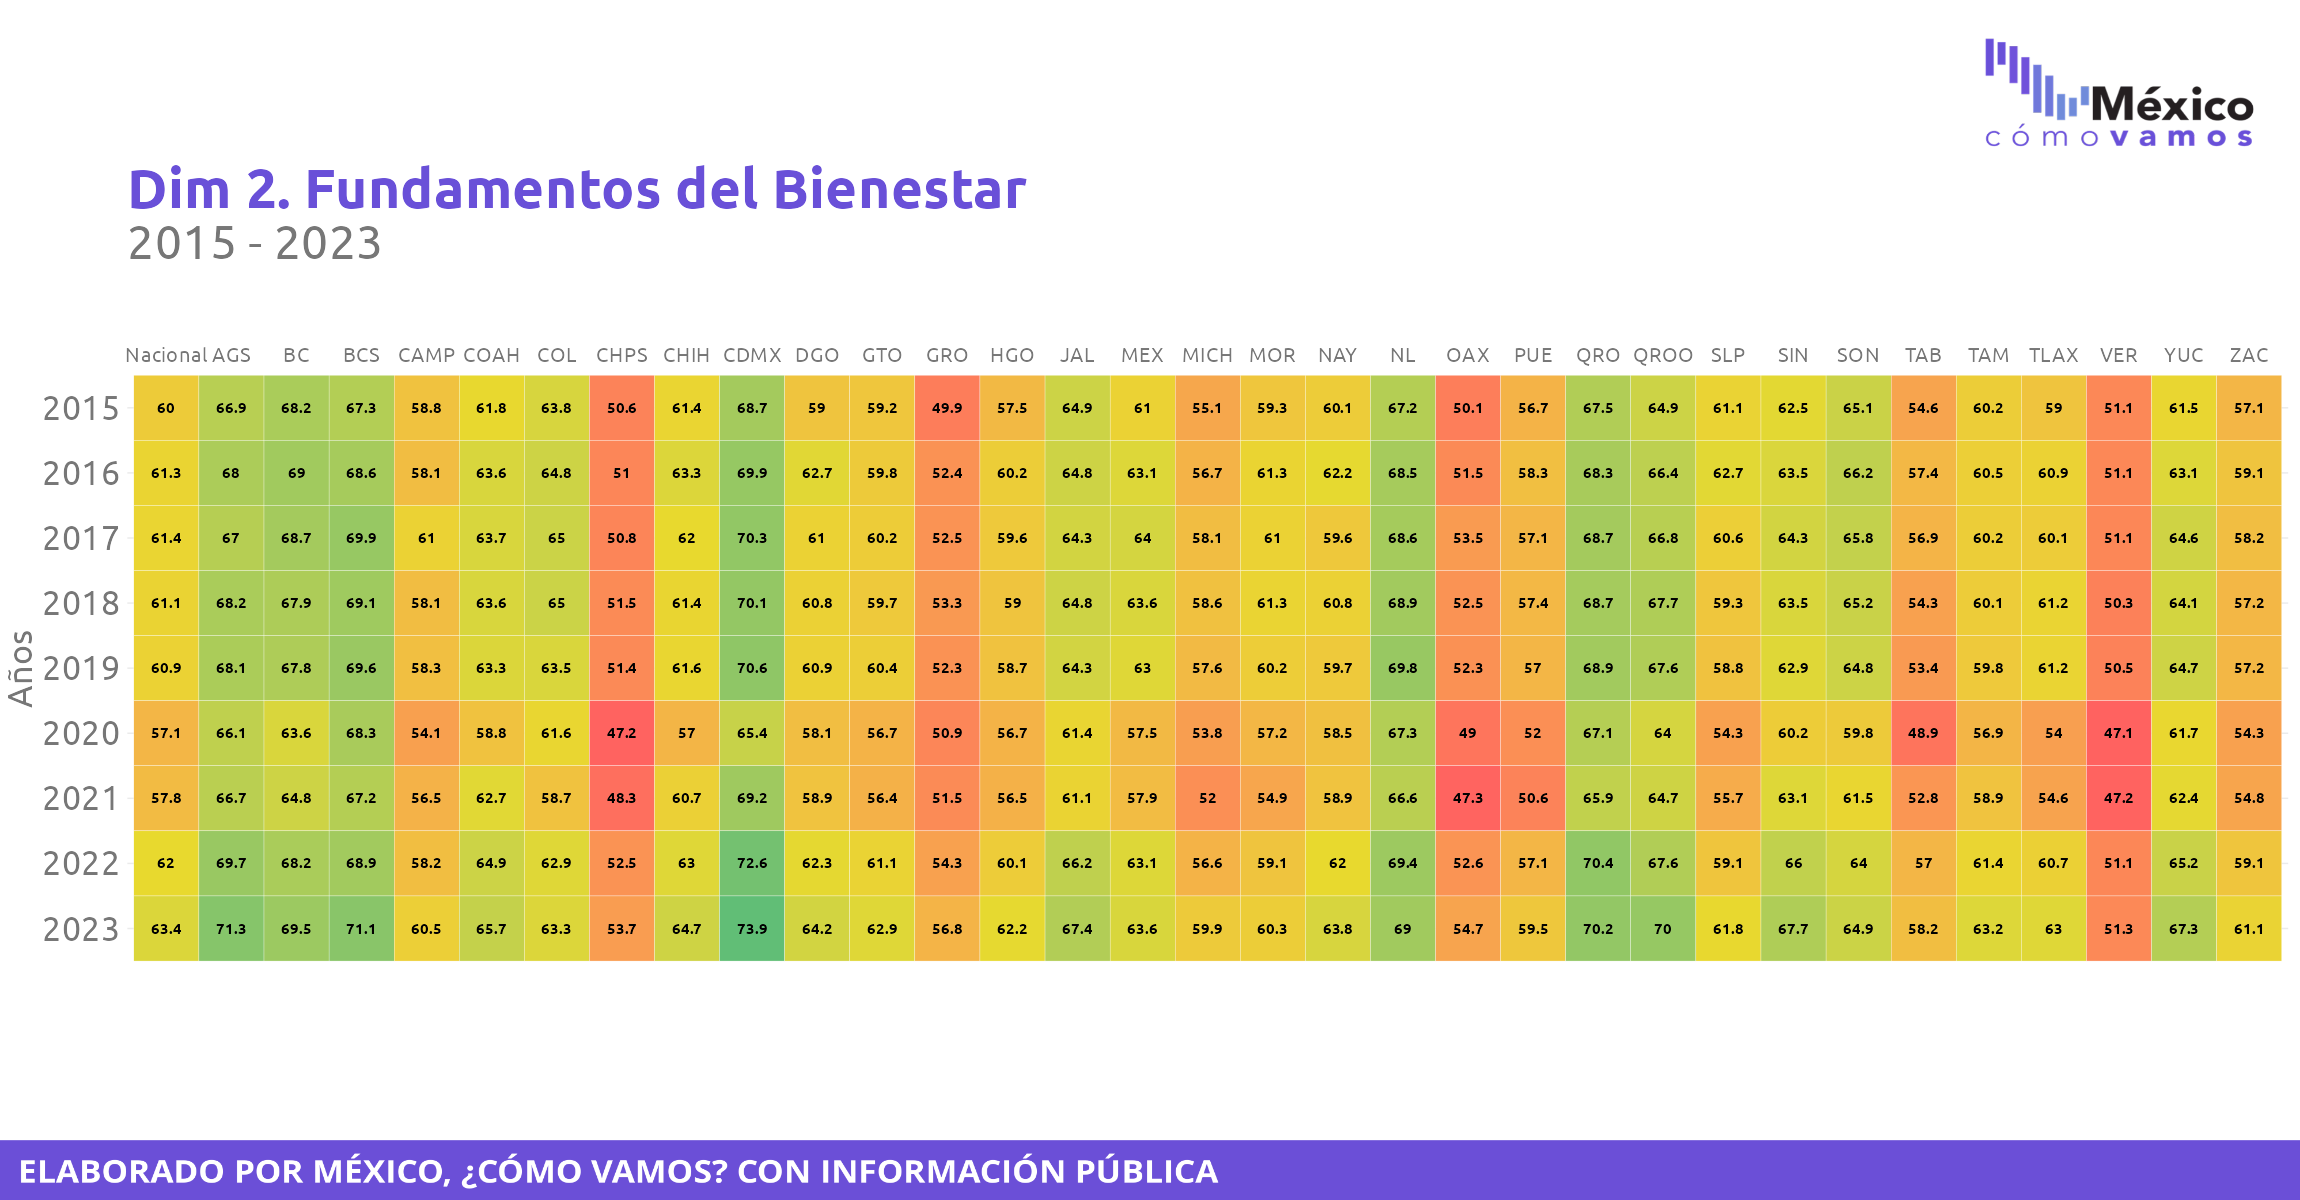 México
cómovamos
Dim 2. Fundamentos del Bienestar
2015 - 2023
Nacional AGS BC BCS CAMP COAH COL CHPS CHIH CDMX DGO GTO GRO HGO JAL MEX MICH MOR NAY NL OAX PUE QRO QROO SLP SIN SON TAB TAM TLAX VER YUC ZAC
2015 60 66.9 68.2 67.3 58.8 61.8 63.8 50.6 61.4 68.7 59 59.2 49.9 57.5 64.9 61 55.1 59.3 60.1 67.2 50.1 56.7 67.5 64.9 61.1 62.5 65.1 54.6 60.2 59 51.1 61.5 57.1
2016 61.3 68 69 68.6 58.1 63.6 64.8 51 63.3 69.9 62.7 59.8 52.4 60.2 64.8 63.1 56.7 61.3 62.2 68.5 51.5 58.3 68.3 66.4 62.7 63.5 66.2 57.4 60.5 60.9 51.1 63.1 59.1
2017 61.4 67 68.7 69.9 61 63.7 65 50.8 62 70.3 61 60.2 52.5 59.6 64.3 64 58.1 61 59.6 68.6 53.5 57.1 68.7 66.8 60.6 64.3 65.8 56.9 60.2 60.1 51.1 64.6 58.2
2018 61.1 68.2 67.9 69.1 58.1 63.6 65 51.5 61.4 70.1 60.8 59.7 53.3 59 64.8 63.6 58.6 61.3 60.8 68.9 52.5 57.4 68.7 67.7 59.3 63.5 65.2 54.3 60.1 61.2 50.3 64.1 57.2
Años
2019 60.9 68.1 67.8 69.6 58.3 63.3 63.5 51.4 61.6 70.6 60.9 60.4 52.3 58.7 64.3 63 57.6 60.2 59.7 69.8 52.3 57 68.9 67.6 58.8 62.9 64.8 53.4 59.8 61.2 50.5 64.7 57.2
2020 57.1 66.1 63.6 68.3 54.1 58.8 61.6 47.2 57 65.4 58.1 56.7 50.9 56.7 61.4 57.5 53.8 57.2 58.5 67.3 49 52 67.1 64 54.3 60.2 59.8 48.9 56.9 54 47.1 61.7 54.3
2021 57.8 66.7 64.8 67.2 56.5 62.7 58.7 48.3 60.7 69.2 58.9 56.4 51.5 56.5 61.1 57.9 52 54.9 58.9 66.6 47.3 50.6 65.9 64.7 55.7 63.1 61.5 52.8 58.9 54.6 47.2 62.4 54.8
2022 62 69.7 68.2 68.9 58.2 64.9 62.9 52.5 63 72.6 62.3 61.1 54.3 60.1 66.2 63.1 56.6 59.1 62 69.4 52.6 57.1 70.4 67.6 59.1 66 64 57 61.4 60.7 51.1 65.2 59.1
2023 63.4 71.3 69.5 71.1 60.5 65.7 63.3 53.7 64.7 73.9 64.2 62.9 56.8 62.2 67.4 63.6 59.9 60.3 63.8 69 54.7 59.5 70.2 70 61.8 67.7 64.9 58.2 63.2 63 51.3 67.3 61.1
ELABORADO POR MÉXICO, ¿CÓMO VAMOS? CON INFORMACIÓN PÚBLICA